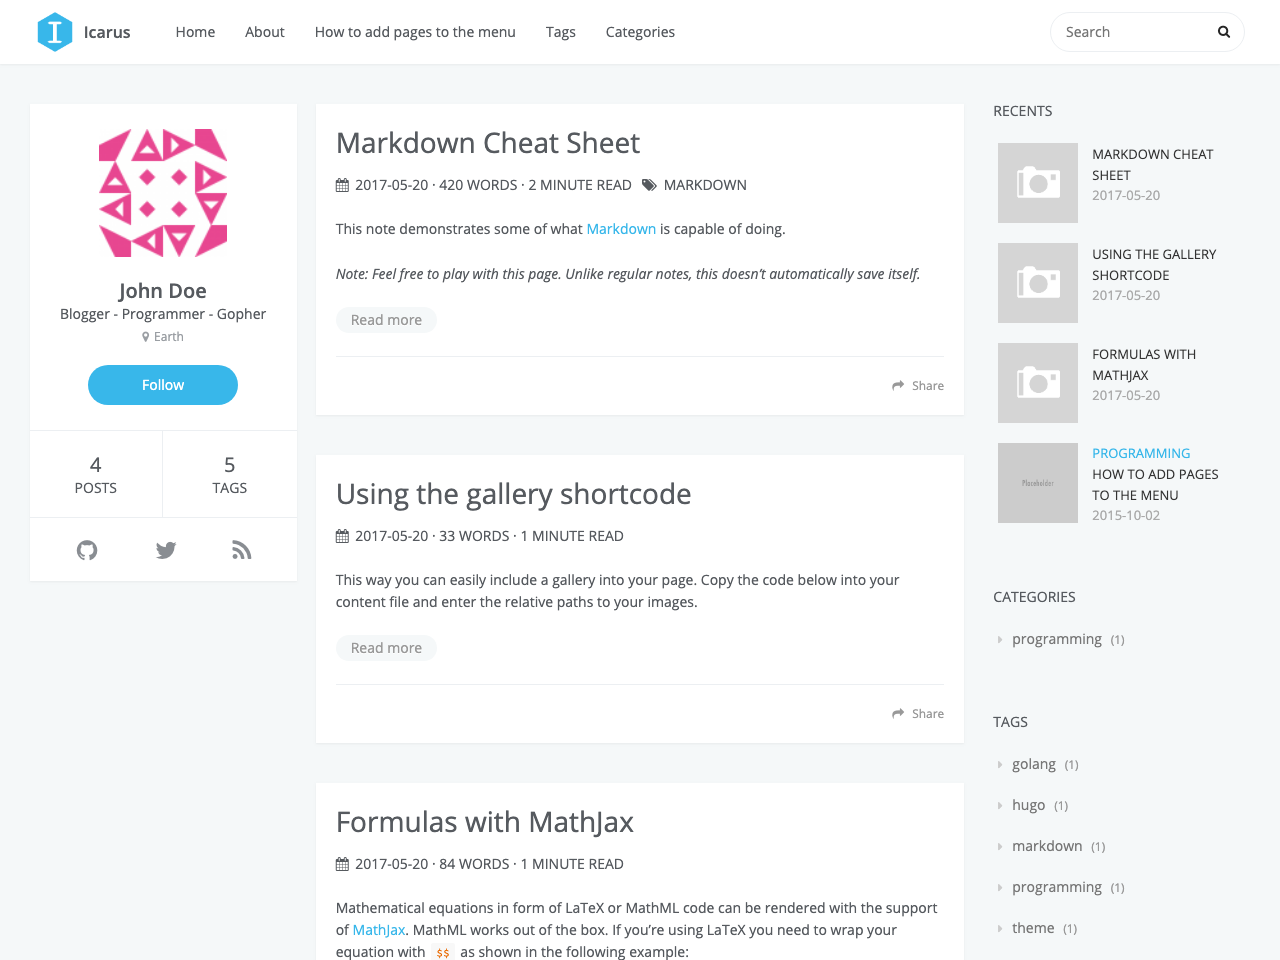 Icarus
Home
About
How to add pages to the menu
Tags
Categories
Search
John Doe
Blogger - Programmer - Gopher
Earth
Follow
4
POSTS
5
TAGS
Markdown Cheat Sheet
2017-05-20 · 420 WORDS · 2 MINUTE READ MARKDOWN
This note demonstrates some of what Markdown is capable of doing.
Note: Feel free to play with this page. Unlike regular notes, this doesn’t automatically save itself.
Read more
Share
Using the gallery shortcode
2017-05-20 · 33 WORDS · 1 MINUTE READ
This way you can easily include a gallery into your page. Copy the code below into your
content file and enter the relative paths to your images.
Read more
Share
Formulas with MathJax
2017-05-20 · 84 WORDS · 1 MINUTE READ
Mathematical equations in form of LaTeX or MathML code can be rendered with the support
of MathJax. MathML works out of the box. If you’re using LaTeX you need to wrap your
equation with $$ as shown in the following example:
RECENTS
MARKDOWN CHEAT
SHEET
2017-05-20
USING THE GALLERY
SHORTCODE
2017-05-20
FORMULAS WITH
MATHJAX
2017-05-20
Placeholder
PROGRAMMING
HOW TO ADD PAGES
TO THE MENU
2015-10-02
CATEGORIES
programming (1)
TAGS
golang (1)
hugo (1)
markdown (1)
programming (1)
theme (1)